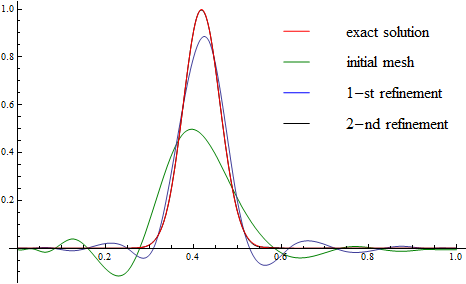 1.0
exact solution
initial mesh
0.8
1-st refinement
2-nd refinement
0.6
0.4
0.2
0.2 0.4 0.6 0.8 1.0